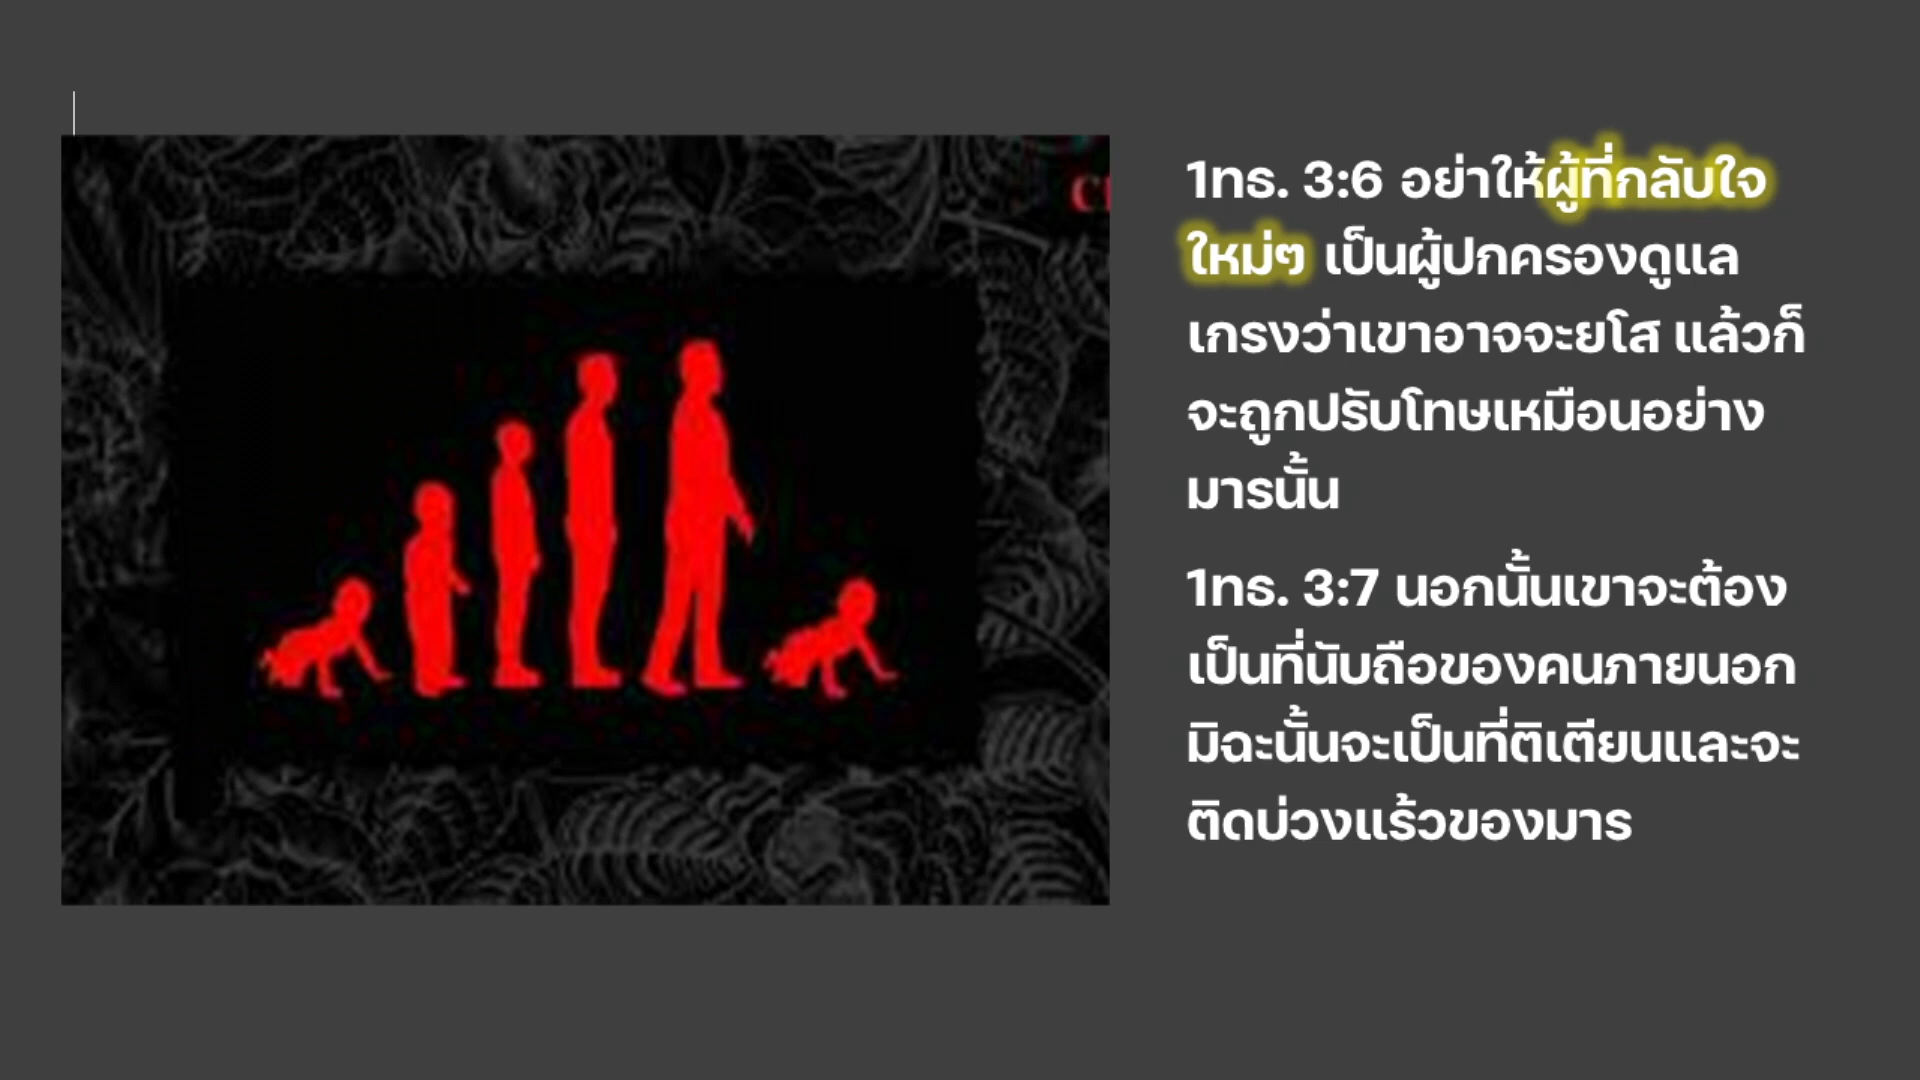 1ทธ. 3:6 อย่าให้ผู้ที่กลับใจ
ใหม่ๆ เป็นผู้ปกครองดูแล
เกรงว่าเขาอาจจะยโส แล้วก็
จะถูกปรับโทษเหมือนอย่าง
มารนั้น
1ทธ. 3:7 นอกนั้นเขาจะต้อง
เป็นที่นับถือของคนภายนอก
มิฉะนั้นจะเป็นที่ติเตียนและจะ
ติดบ่วงแร้วของมาร